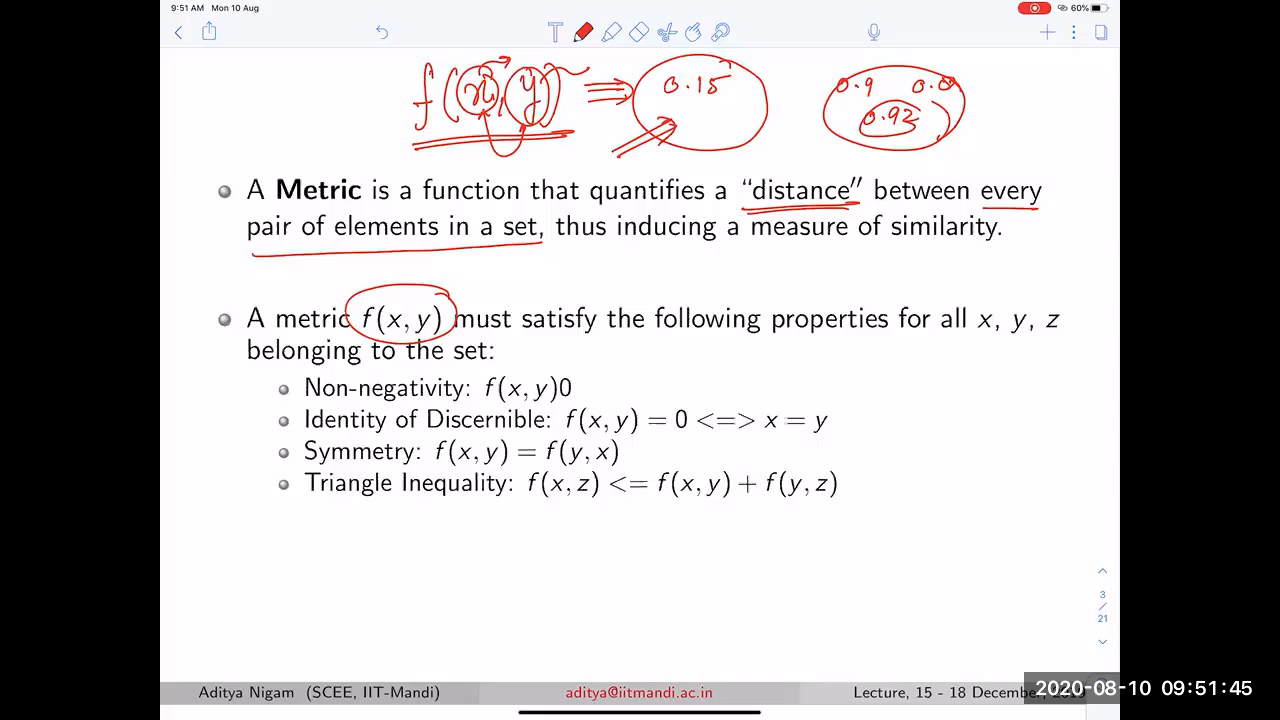 9:51 AM Mon 10 Aug
60%
f(x, y) ⇒ 0.15
0.9
0.92
A Metric is a function that quantifies a “distance” between every
pair of elements in a set, thus inducing a measure of similarity.
A metric f(x, y) must satisfy the following properties for all x, y, z
belonging to the set:
Non-negativity: f(x, y)0
Identity of Discernible: f(x, y) = 0 <=> x = y
Symmetry: f(x, y) = f(y, x)
Triangle Inequality: f(x, z) <= f(x, y) + f(y, z)
3
/
21
Aditya Nigam (SCEE, IIT-Mandi)
aditya@iitmandi.ac.in
Lecture, 15 - 18 December,
2020-08-10 09:51:45